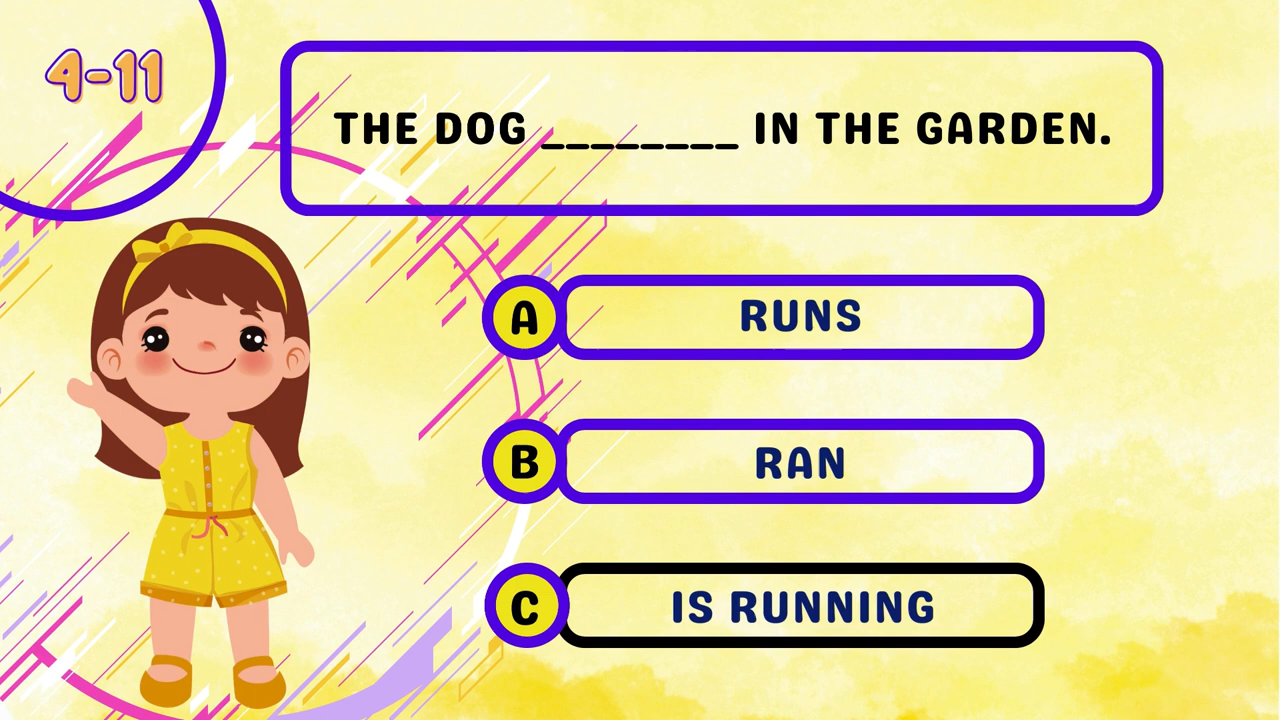 4-11
THE DOG ________ IN THE GARDEN.
A RUNS
B RAN
C IS RUNNING